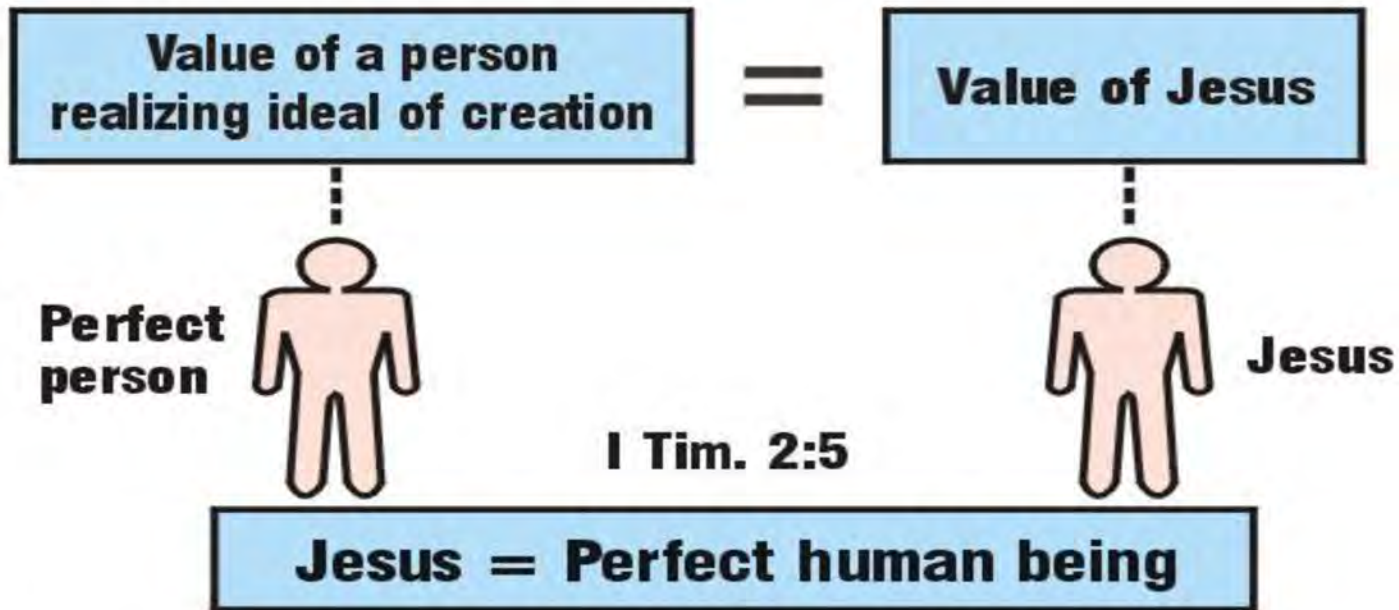 Value of a person
realizing ideal of creation
=
Value of Jesus
Perfect
person
Jesus
I Tim. 2:5
Jesus = Perfect human being